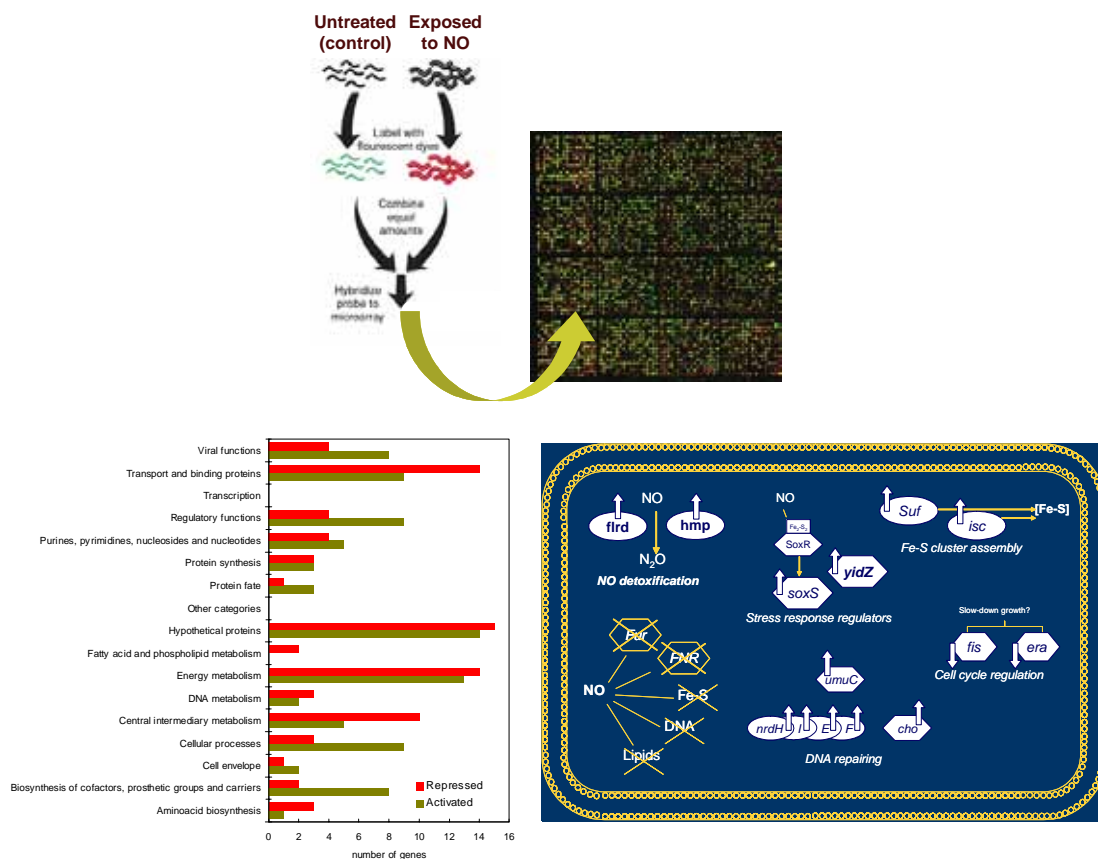 Untreated
(control)
Exposed
to NO
Label with
flourescent dyes
Combine
equal
amounts
Hybridize
probe to
microarray
Viral functions
Transport and binding proteins
Transcription
Regulatory functions
Purines, pyrimidines, nucleosides and nucleotides
Protein synthesis
Protein fate
Other categories
Hypothetical proteins
Fatty acid and phospholipid metabolism
Energy metabolism
DNA metabolism
Central intermediary metabolism
Cellular processes
Cell envelope
Biosynthesis of cofactors, prosthetic groups and carriers
Aminoacid biosynthesis
Repressed
Activated
0 2 4 6 8 10 12 14 16
number of genes
flrd
NO
N2O
hmp
NO detoxification
NO
Fe2-S2
SoxR
soxS
yidZ
Stress response regulators
Suf
isc
[Fe-S]
Fe-S cluster assembly
Slow-down growth?
fis
era
Cell cycle regulation
Fur
FNR
NO
Fe-S
DNA
Lipids
umuC
nrdH
I
E
F
cho
DNA repairing